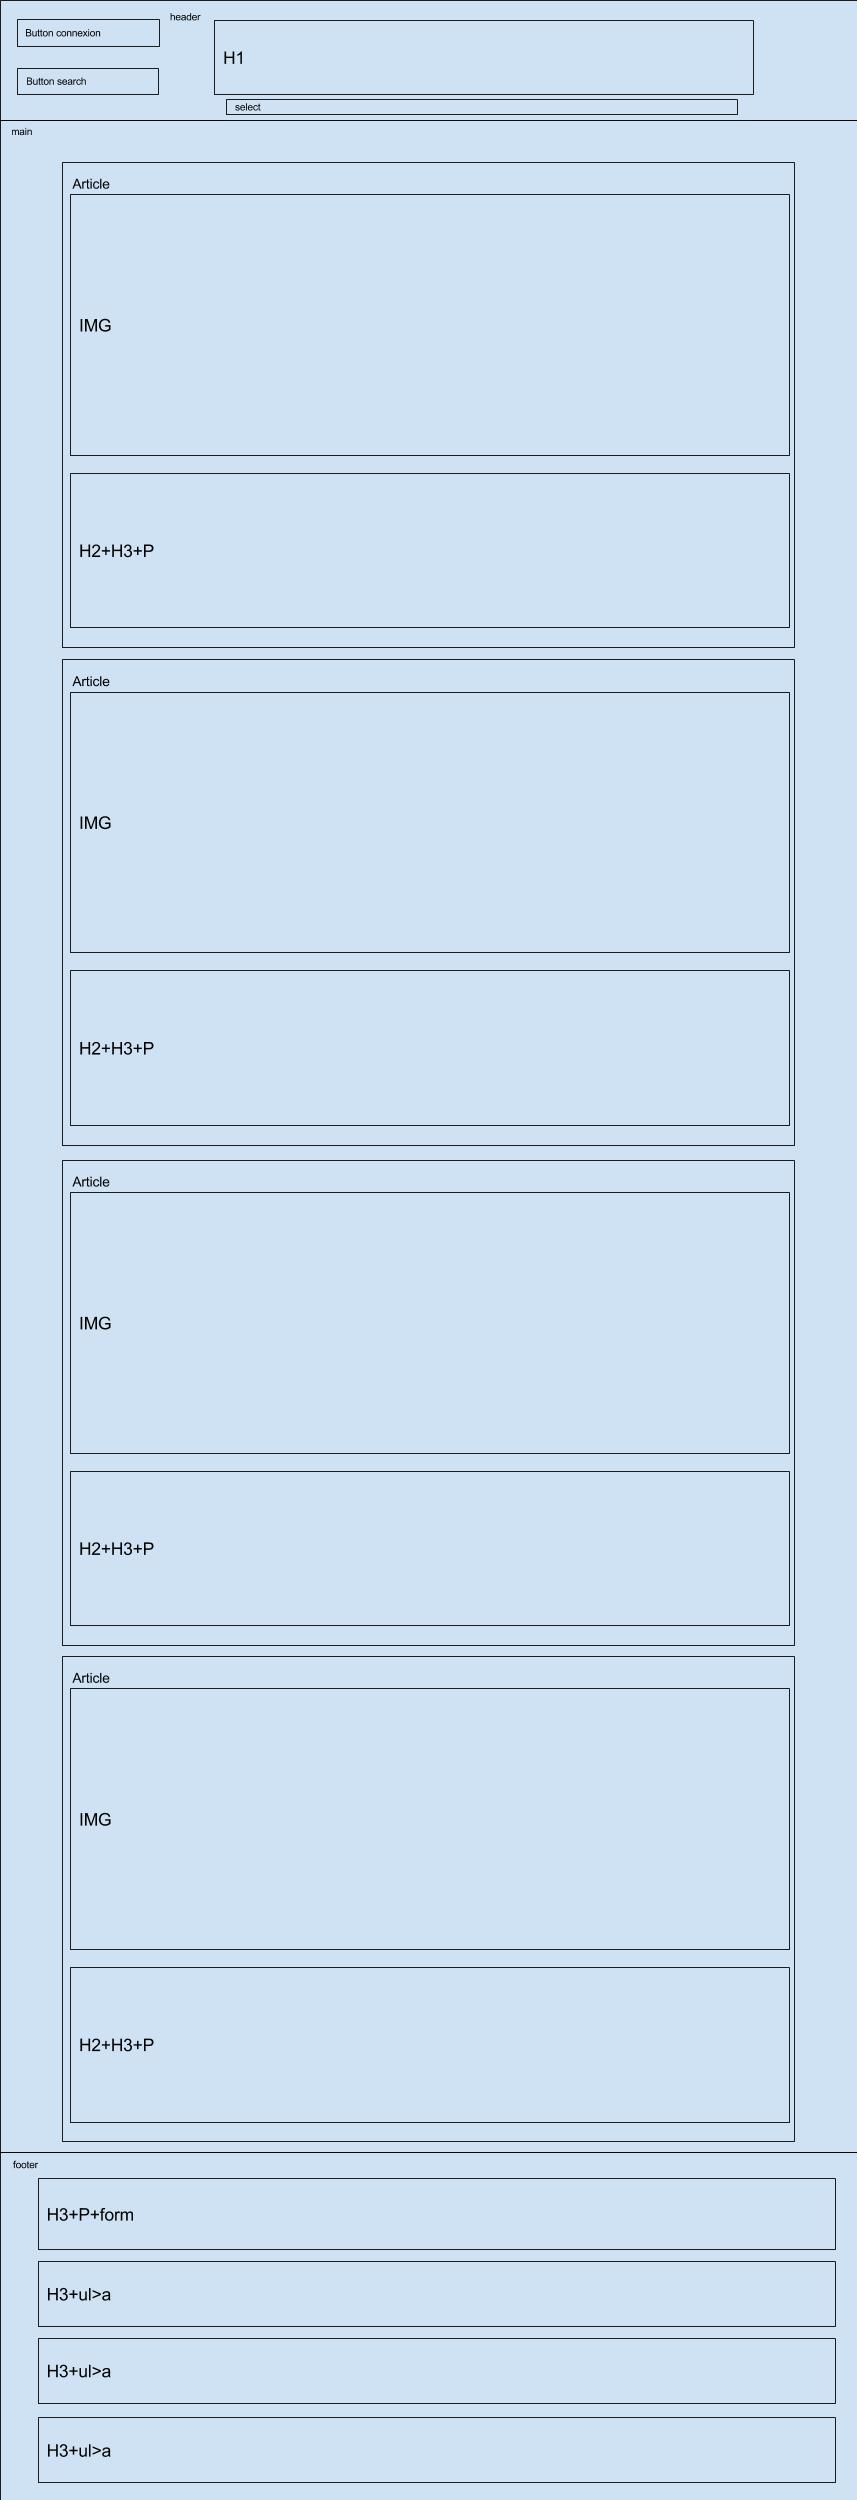 header
Button connexion
H1
Button search
select
main
Article
IMG
H2+H3+P
Article
IMG
H2+H3+P
Article
IMG
H2+H3+P
Article
IMG
H2+H3+P
footer
H3+P+form
H3+ul>a
H3+ul>a
H3+ul>a